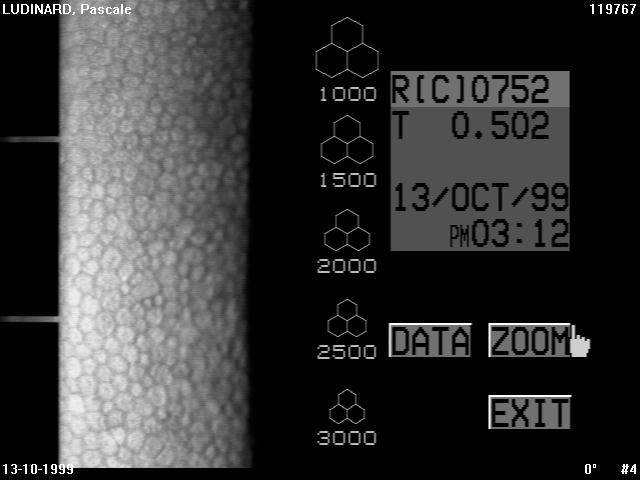 LUDINARD, Pascale
119767
1000
1500
2000
2500
3000
R[C]0752
T 0.502
13/OCT/99
PM03:12
DATA
ZOOM
EXIT
13-10-1999
0° #4